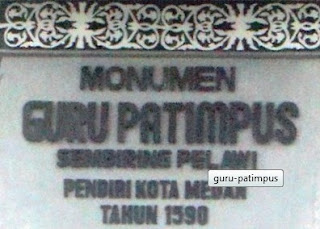 MONUMEN
GURU PATIMPUS
SEMBIRING PELAWI
guru-patimpus
PENDIRI KOTA MEDAN
TAHUN 1590